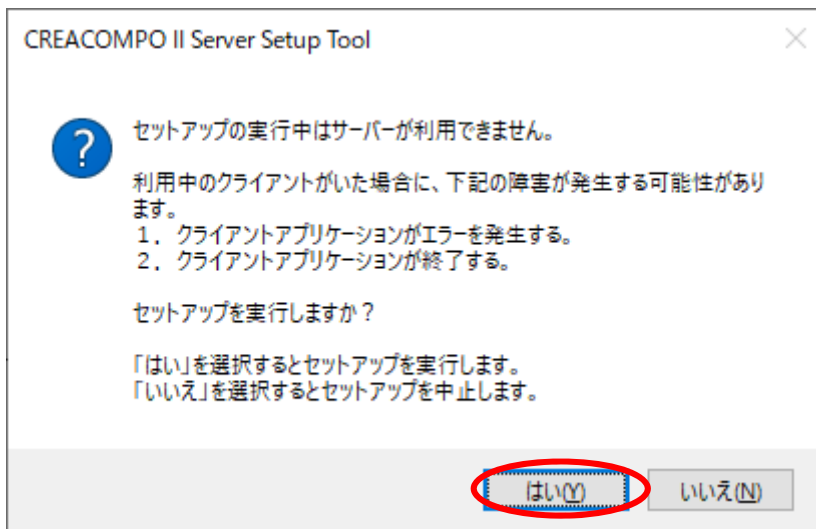 CREACOMPO II Server Setup Tool
?
セットアップの実行中はサーバーが利用できません。
利用中のクライアントがいた場合に、下記の障害が発生する可能性があり
ます。
1．クライアントアプリケーションがエラーを発生する。
2．クライアントアプリケーションが終了する。
セットアップを実行しますか？
「はい」を選択するとセットアップを実行します。
「いいえ」を選択するとセットアップを中止します。
はい(Y)
いいえ(N)